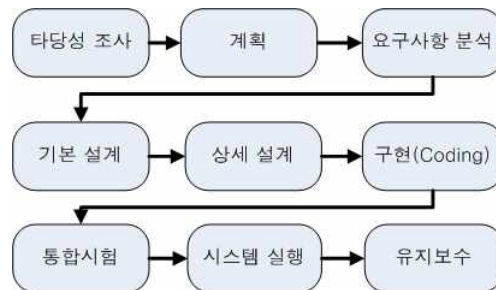 타당성 조사
계획
요구사항 분석
기본 설계
상세 설계
구현(Coding)
통합시험
시스템 실행
유지보수